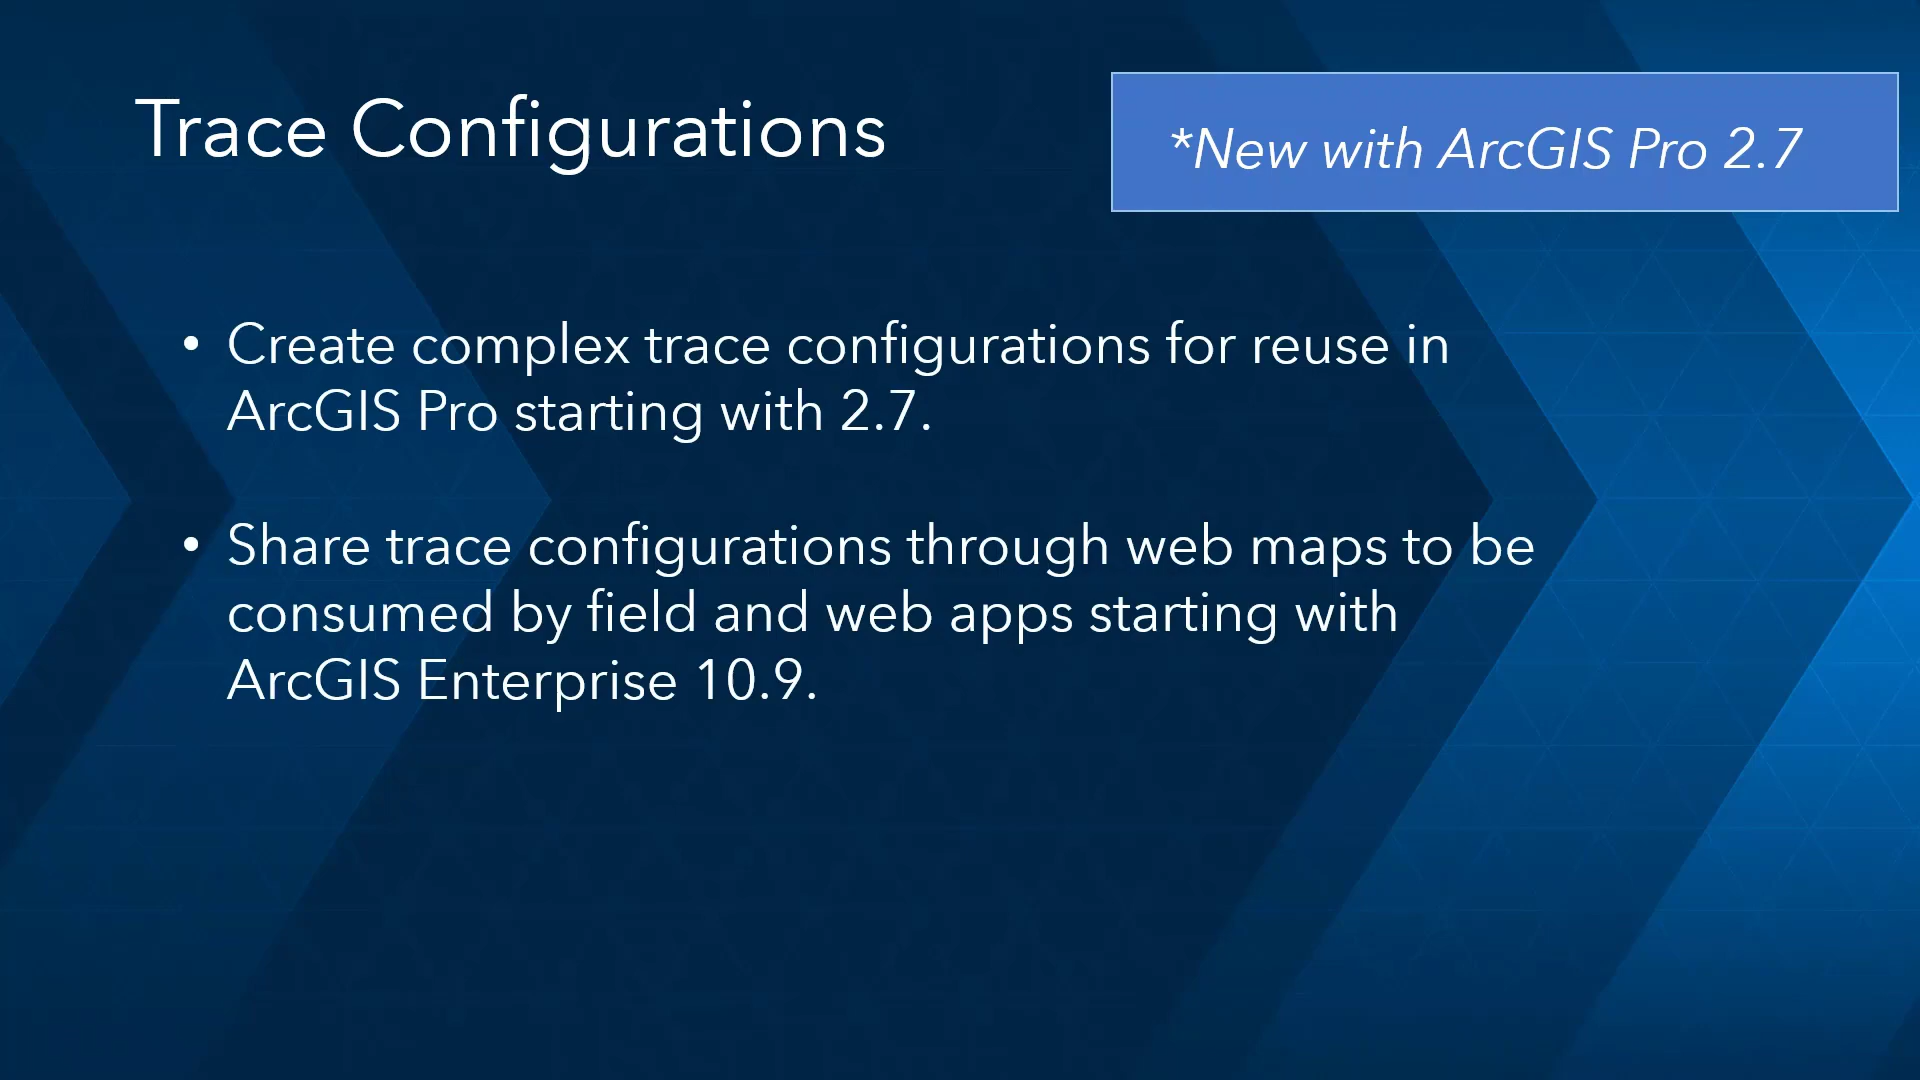 Trace Configurations
*New with ArcGIS Pro 2.7
• Create complex trace configurations for reuse in
ArcGIS Pro starting with 2.7.
• Share trace configurations through web maps to be
consumed by field and web apps starting with
ArcGIS Enterprise 10.9.